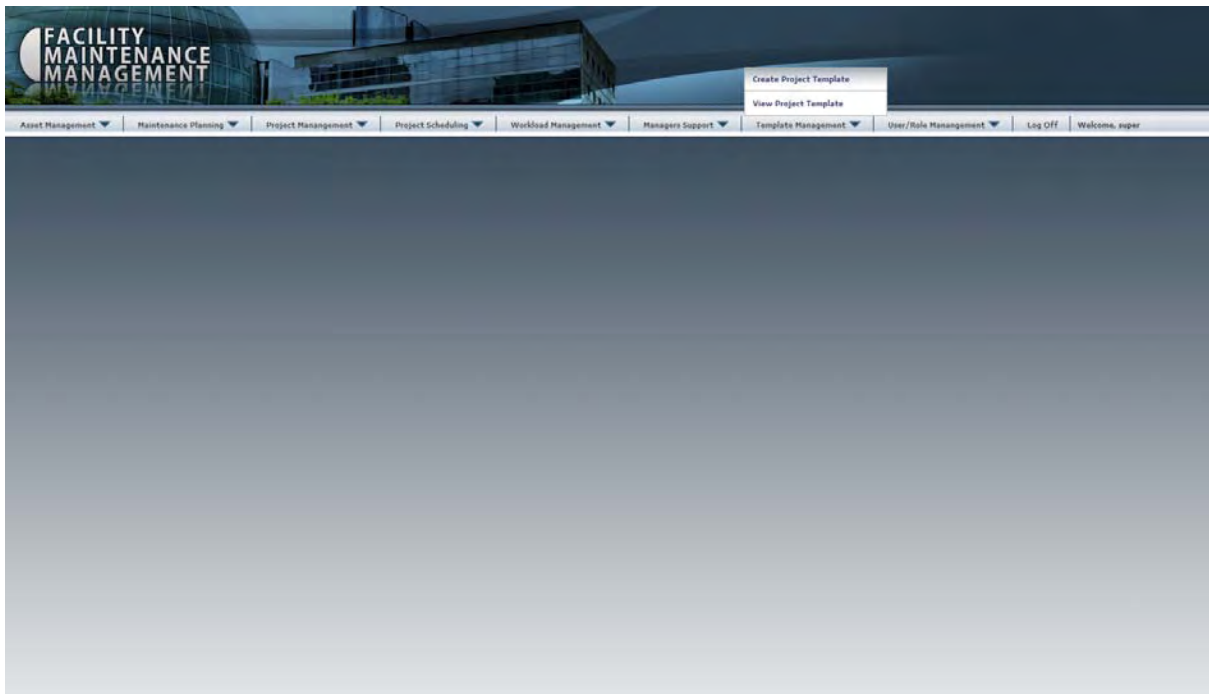 FACILITY
MAINTENANCE
MANAGEMENT
Create Project Template
View Project Template
Asset Management Maintenance Planning Project Manangement Project Scheduling Workload Management Managers Support Template Management User/Role Manangement Log Off Welcome, super